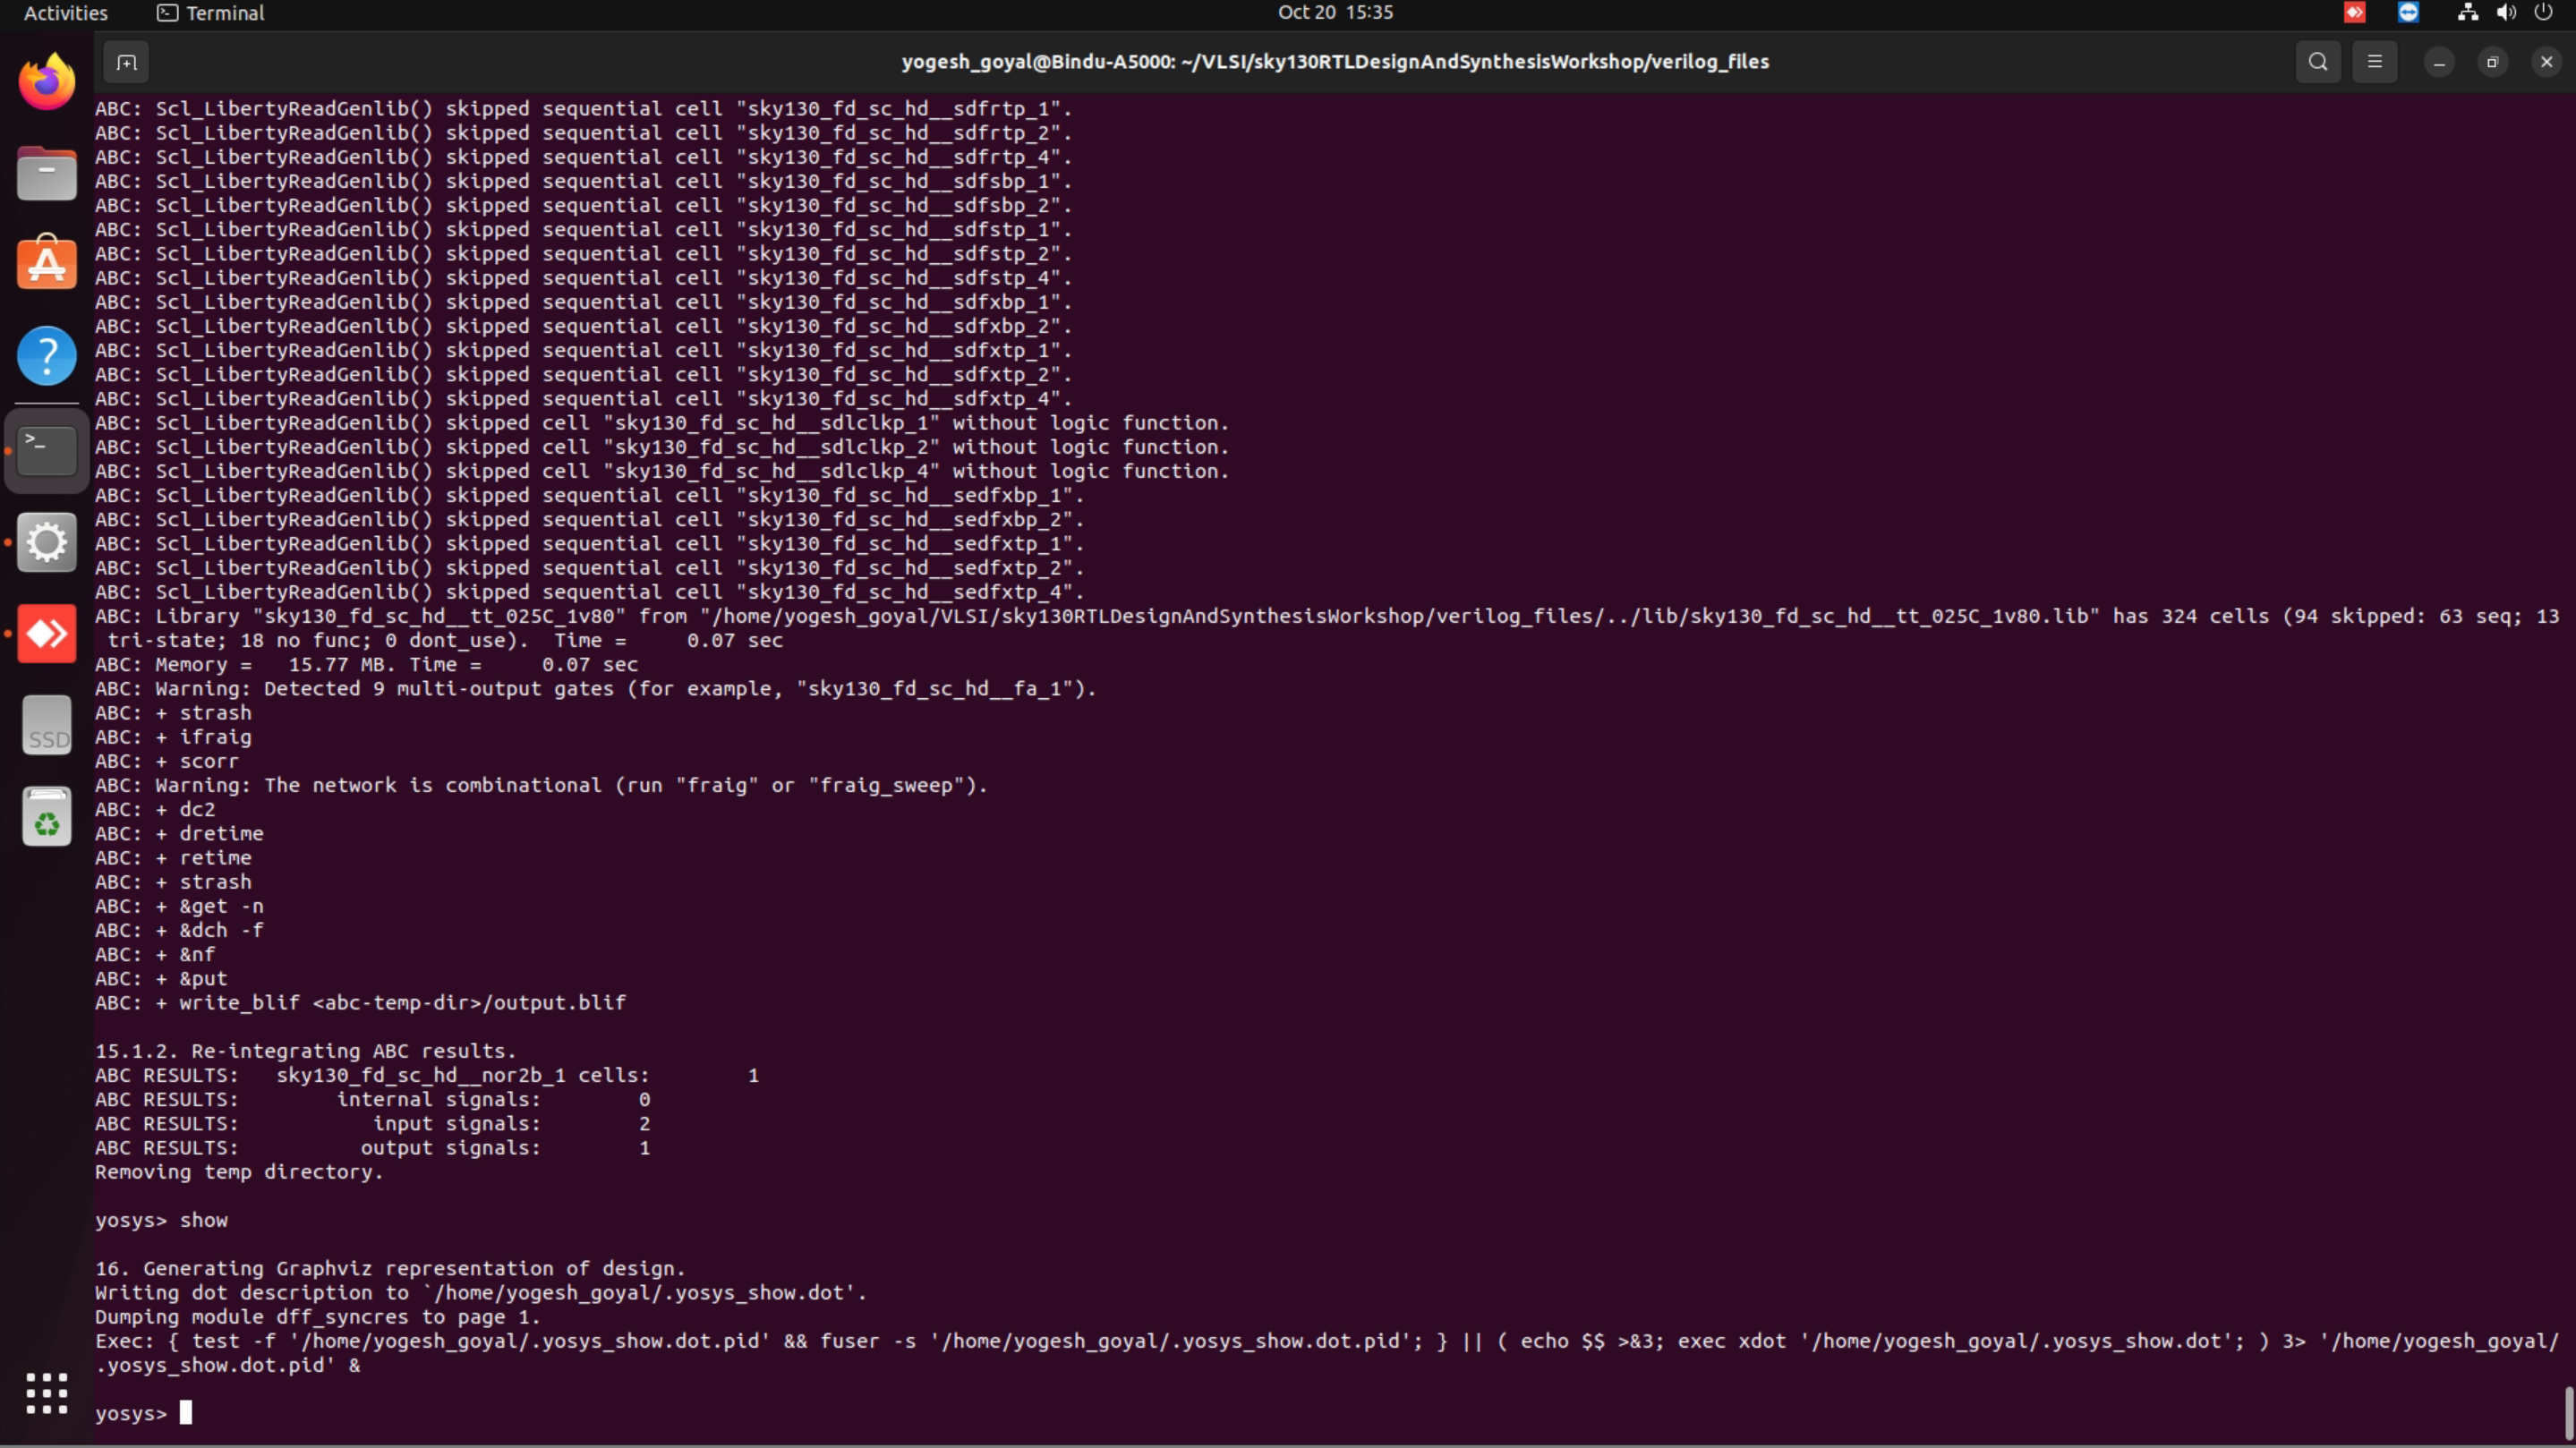 Activities Terminal Oct 20 15:35
yogesh_goyal@Bindu-A5000: ~/VLSI/sky130RTLDesignAndSynthesisWorkshop/verilog_files
ABC: Scl_LibertyReadGenlib() skipped sequential cell "sky130_fd_sc_hd__sdfrtp_1".
ABC: Scl_LibertyReadGenlib() skipped sequential cell "sky130_fd_sc_hd__sdfrtp_2".
ABC: Scl_LibertyReadGenlib() skipped sequential cell "sky130_fd_sc_hd__sdfrtp_4".
ABC: Scl_LibertyReadGenlib() skipped sequential cell "sky130_fd_sc_hd__sdfsbp_1".
ABC: Scl_LibertyReadGenlib() skipped sequential cell "sky130_fd_sc_hd__sdfsbp_2".
ABC: Scl_LibertyReadGenlib() skipped sequential cell "sky130_fd_sc_hd__sdfstp_1".
ABC: Scl_LibertyReadGenlib() skipped sequential cell "sky130_fd_sc_hd__sdfstp_2".
ABC: Scl_LibertyReadGenlib() skipped sequential cell "sky130_fd_sc_hd__sdfstp_4".
ABC: Scl_LibertyReadGenlib() skipped sequential cell "sky130_fd_sc_hd__sdfxbp_1".
ABC: Scl_LibertyReadGenlib() skipped sequential cell "sky130_fd_sc_hd__sdfxbp_2".
ABC: Scl_LibertyReadGenlib() skipped sequential cell "sky130_fd_sc_hd__sdfxtp_1".
ABC: Scl_LibertyReadGenlib() skipped sequential cell "sky130_fd_sc_hd__sdfxtp_2".
ABC: Scl_LibertyReadGenlib() skipped sequential cell "sky130_fd_sc_hd__sdfxtp_4".
ABC: Scl_LibertyReadGenlib() skipped cell "sky130_fd_sc_hd__sdlclkp_1" without logic function.
ABC: Scl_LibertyReadGenlib() skipped cell "sky130_fd_sc_hd__sdlclkp_2" without logic function.
ABC: Scl_LibertyReadGenlib() skipped cell "sky130_fd_sc_hd__sdlclkp_4" without logic function.
ABC: Scl_LibertyReadGenlib() skipped sequential cell "sky130_fd_sc_hd__sedfxbp_1".
ABC: Scl_LibertyReadGenlib() skipped sequential cell "sky130_fd_sc_hd__sedfxbp_2".
ABC: Scl_LibertyReadGenlib() skipped sequential cell "sky130_fd_sc_hd__sedfxtp_1".
ABC: Scl_LibertyReadGenlib() skipped sequential cell "sky130_fd_sc_hd__sedfxtp_2".
ABC: Scl_LibertyReadGenlib() skipped sequential cell "sky130_fd_sc_hd__sedfxtp_4".
ABC: Library "sky130_fd_sc_hd__tt_025C_1v80" from "/home/yogesh_goyal/VLSI/sky130RTLDesignAndSynthesisWorkshop/verilog_files/../lib/sky130_fd_sc_hd__tt_025C_1v80.lib" has 324 cells (94 skipped: 63 seq; 13
tri-state; 18 no func; 0 dont_use).  Time =     0.07 sec
ABC: Memory =   15.77 MB. Time =     0.07 sec
ABC: Warning: Detected 9 multi-output gates (for example, "sky130_fd_sc_hd__fa_1").
ABC: + strash
ABC: + ifraig
ABC: + scorr
ABC: Warning: The network is combinational (run "fraig" or "fraig_sweep").
ABC: + dc2
ABC: + dretime
ABC: + retime
ABC: + strash
ABC: + &get -n
ABC: + &dch -f
ABC: + &nf
ABC: + &put
ABC: + write_blif <abc-temp-dir>/output.blif
15.1.2. Re-integrating ABC results.
ABC RESULTS:   sky130_fd_sc_hd__nor2b_1 cells:        1
ABC RESULTS:        internal signals:        0
ABC RESULTS:           input signals:        2
ABC RESULTS:          output signals:        1
Removing temp directory.
yosys> show
16. Generating Graphviz representation of design.
Writing dot description to `/home/yogesh_goyal/.yosys_show.dot'.
Dumping module dff_syncres to page 1.
Exec: { test -f '/home/yogesh_goyal/.yosys_show.dot.pid' && fuser -s '/home/yogesh_goyal/.yosys_show.dot.pid'; } || ( echo $$ >&3; exec xdot '/home/yogesh_goyal/.yosys_show.dot'; ) 3> '/home/yogesh_goyal/
.yosys_show.dot.pid' &
yosys>
SSD